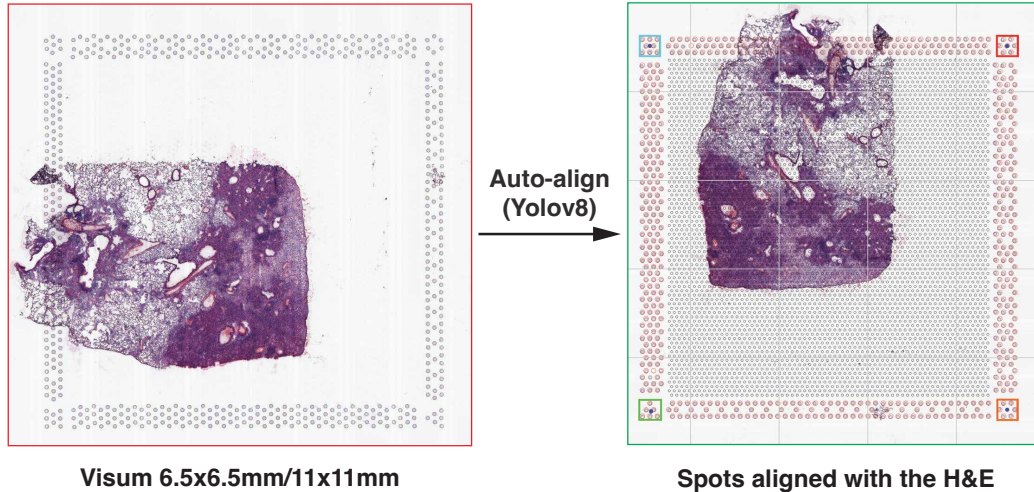 Auto-align
(Yolov8)
Visum 6.5x6.5mm/11x11mm
Spots aligned with the H&E